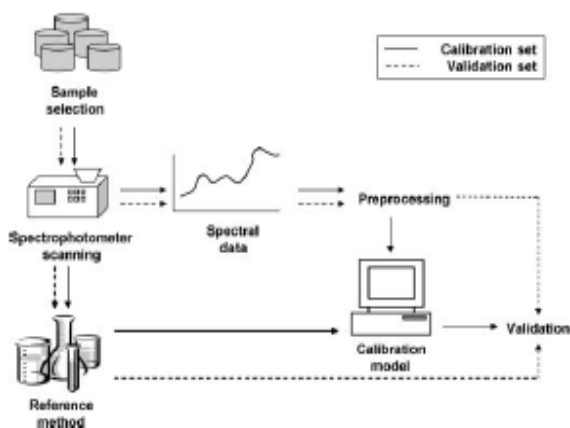 Calibration set
Validation set
Sample
selection
Spectrophotometer
scanning
Spectral
data
Preprocessing
Calibration
model
Validation
Reference
method